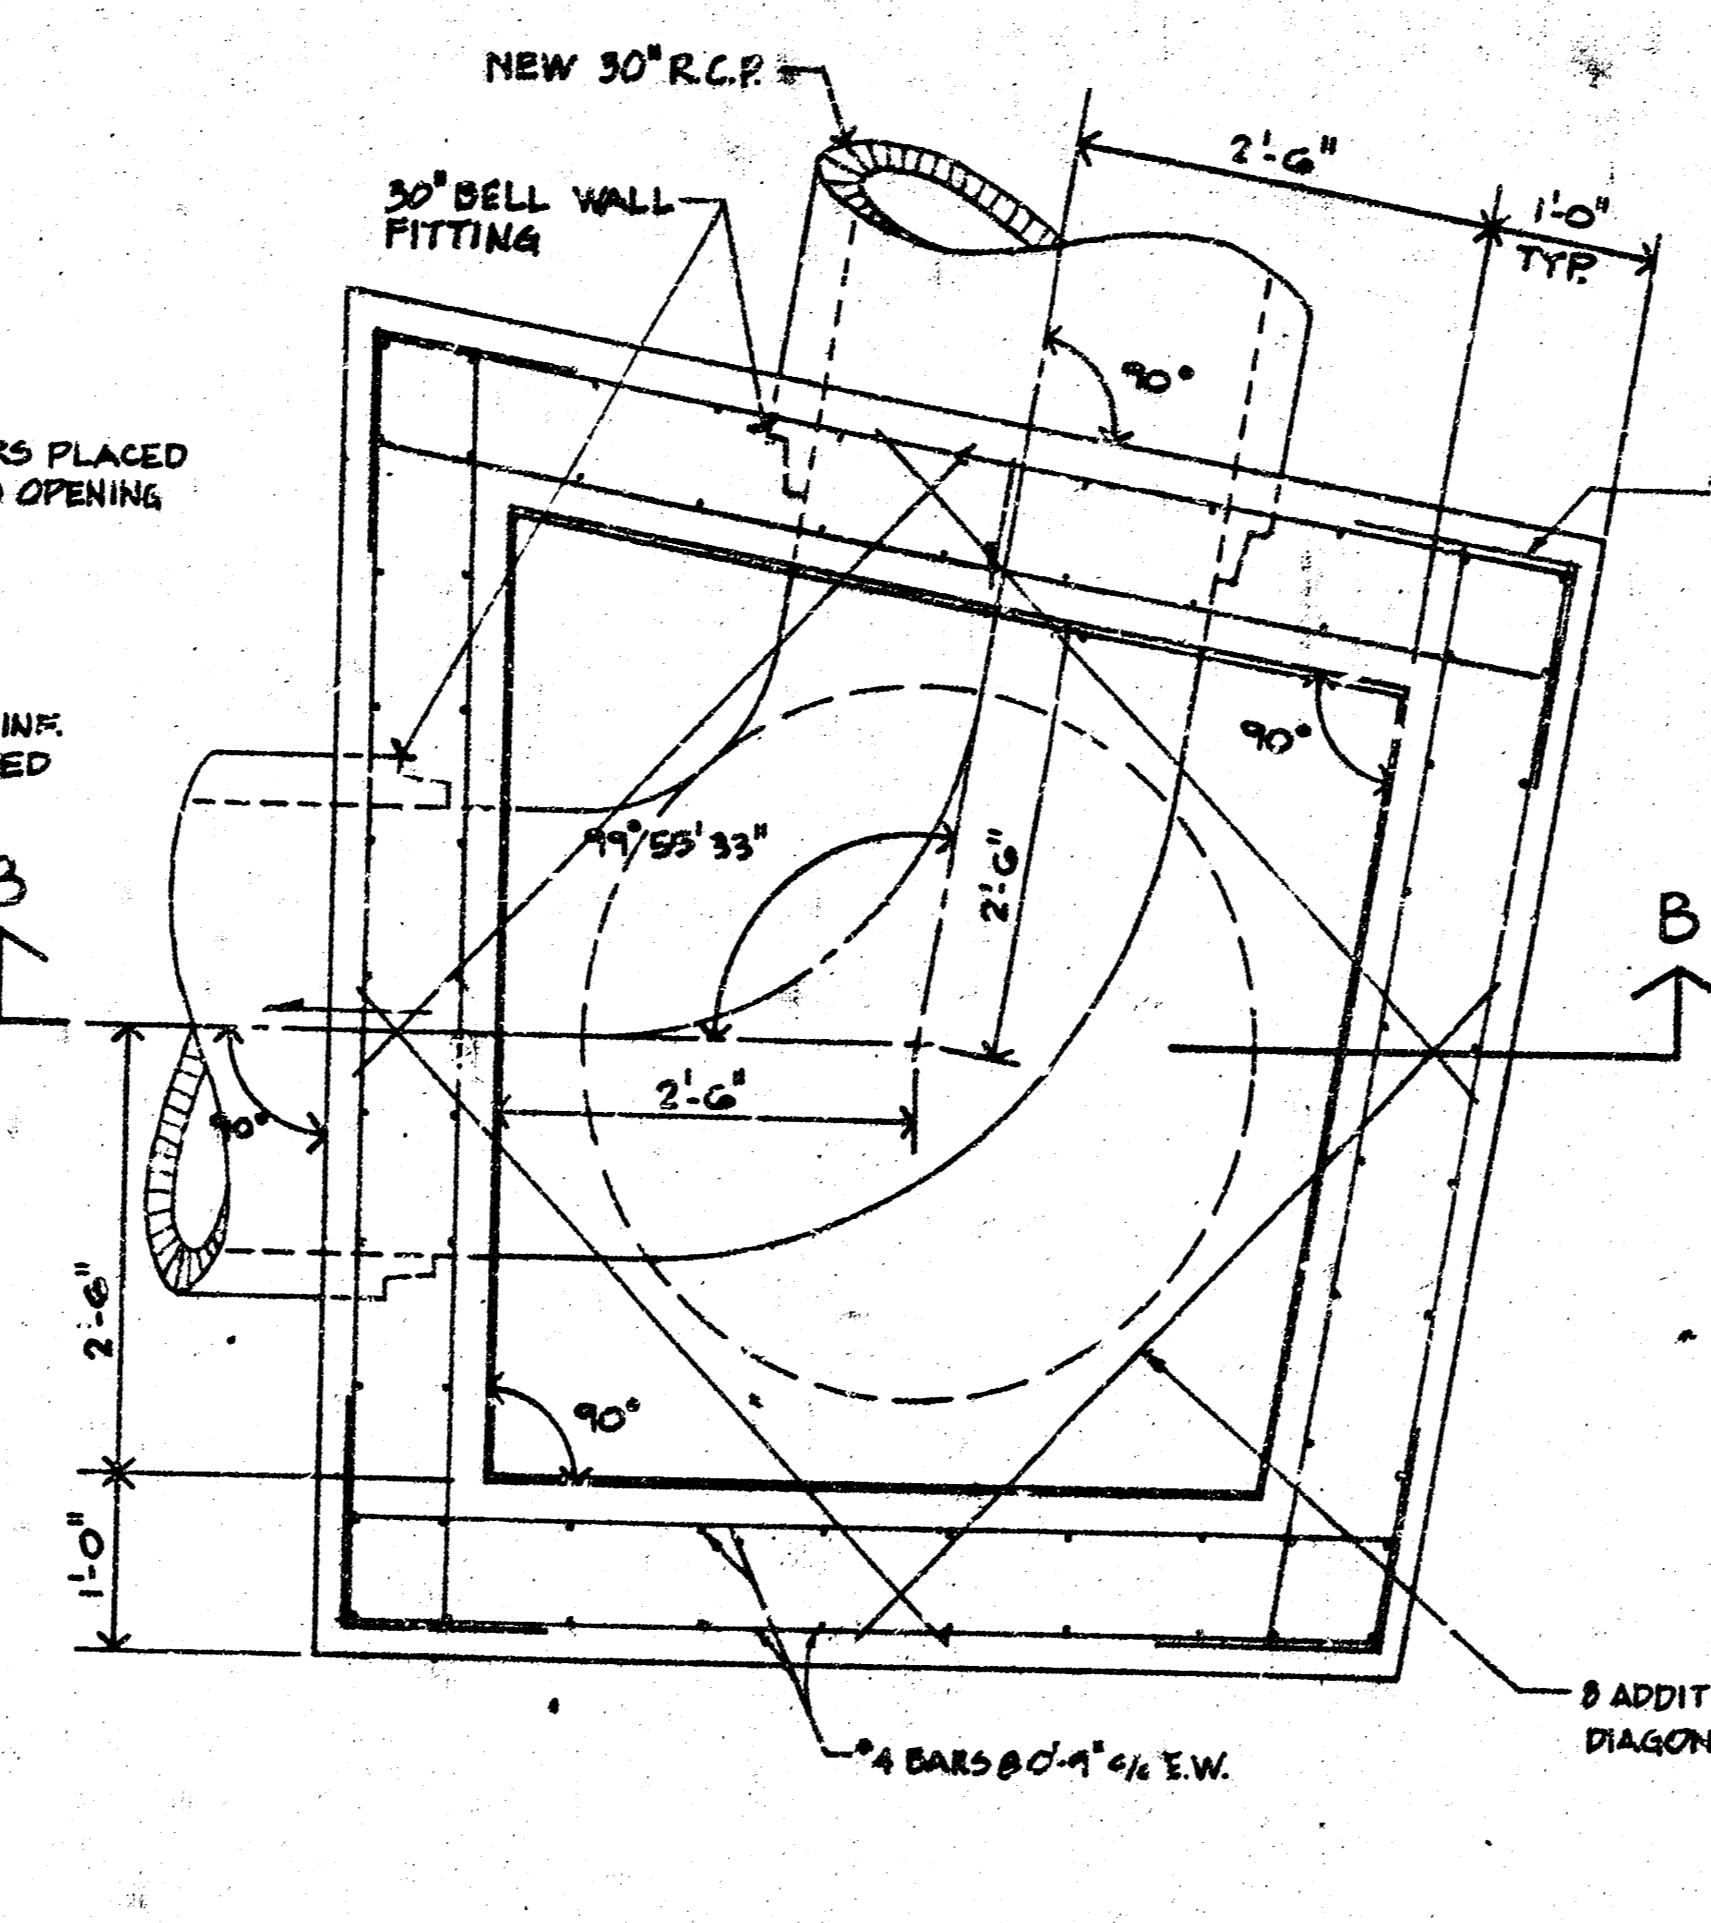 NEW 30" R.C.P.
2'-6"
30" BELL WALL
FITTING
1'-0"
TYP.
90°
RS PLACED
OPENING
INF.
ED
90°
99°55'33"
2'-6"
B
B
2'-6"
90°
2'-6"
90°
1'-0"
8 ADDIT
DIAGON
#4 BARS @ 0'-9" c/c E.W.